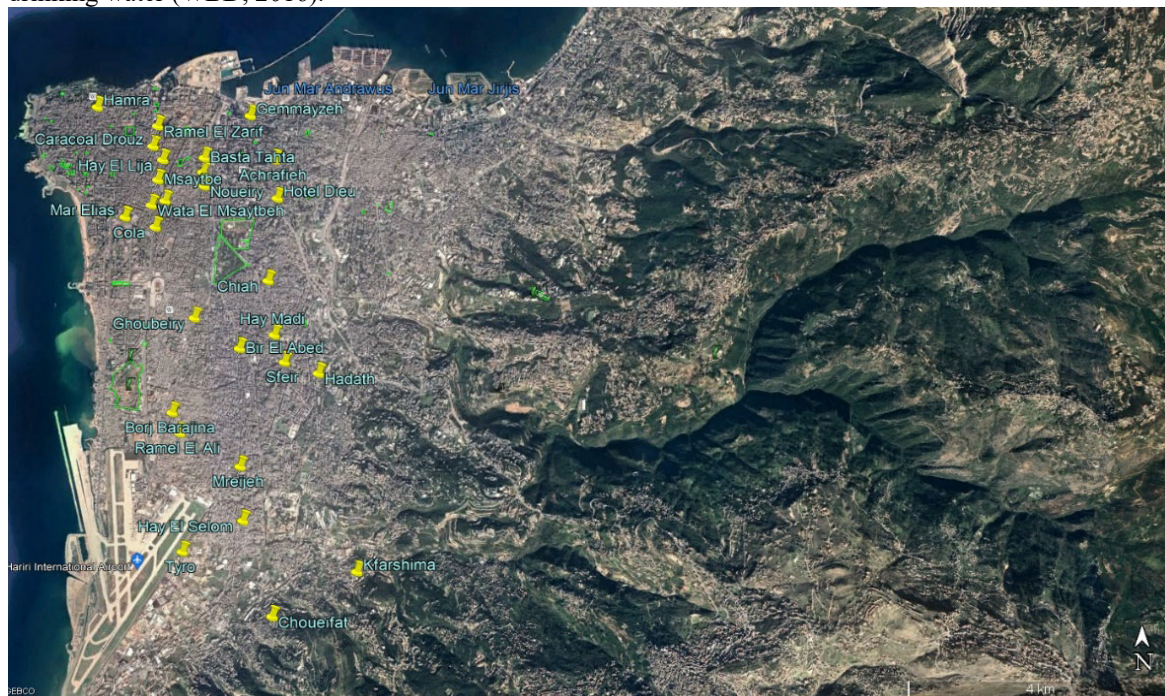 drinking water (WEB, 2016).
Jun Mar Andrawus
Jun Mar Jirjis
Hamra
Gemmayzeh
Ramel El Zarif
Caracoal Drouz
Basta Tahta
Hay El Lija
Achrafieh
Msaytbe
Noueiry
Hotel Dieu
Mar Elias
Wata El Msaytbeh
Cola
Chiah
Ghoubeiry
Hay Madi
Bir El Abed
Sfeir
Hadath
Borj Barajina
Ramel El Ali
Mreijeh
Hay El Selom
Hariri International Airport
Tyro
Kfarshima
Choueifat
N
GEBCO
4 km